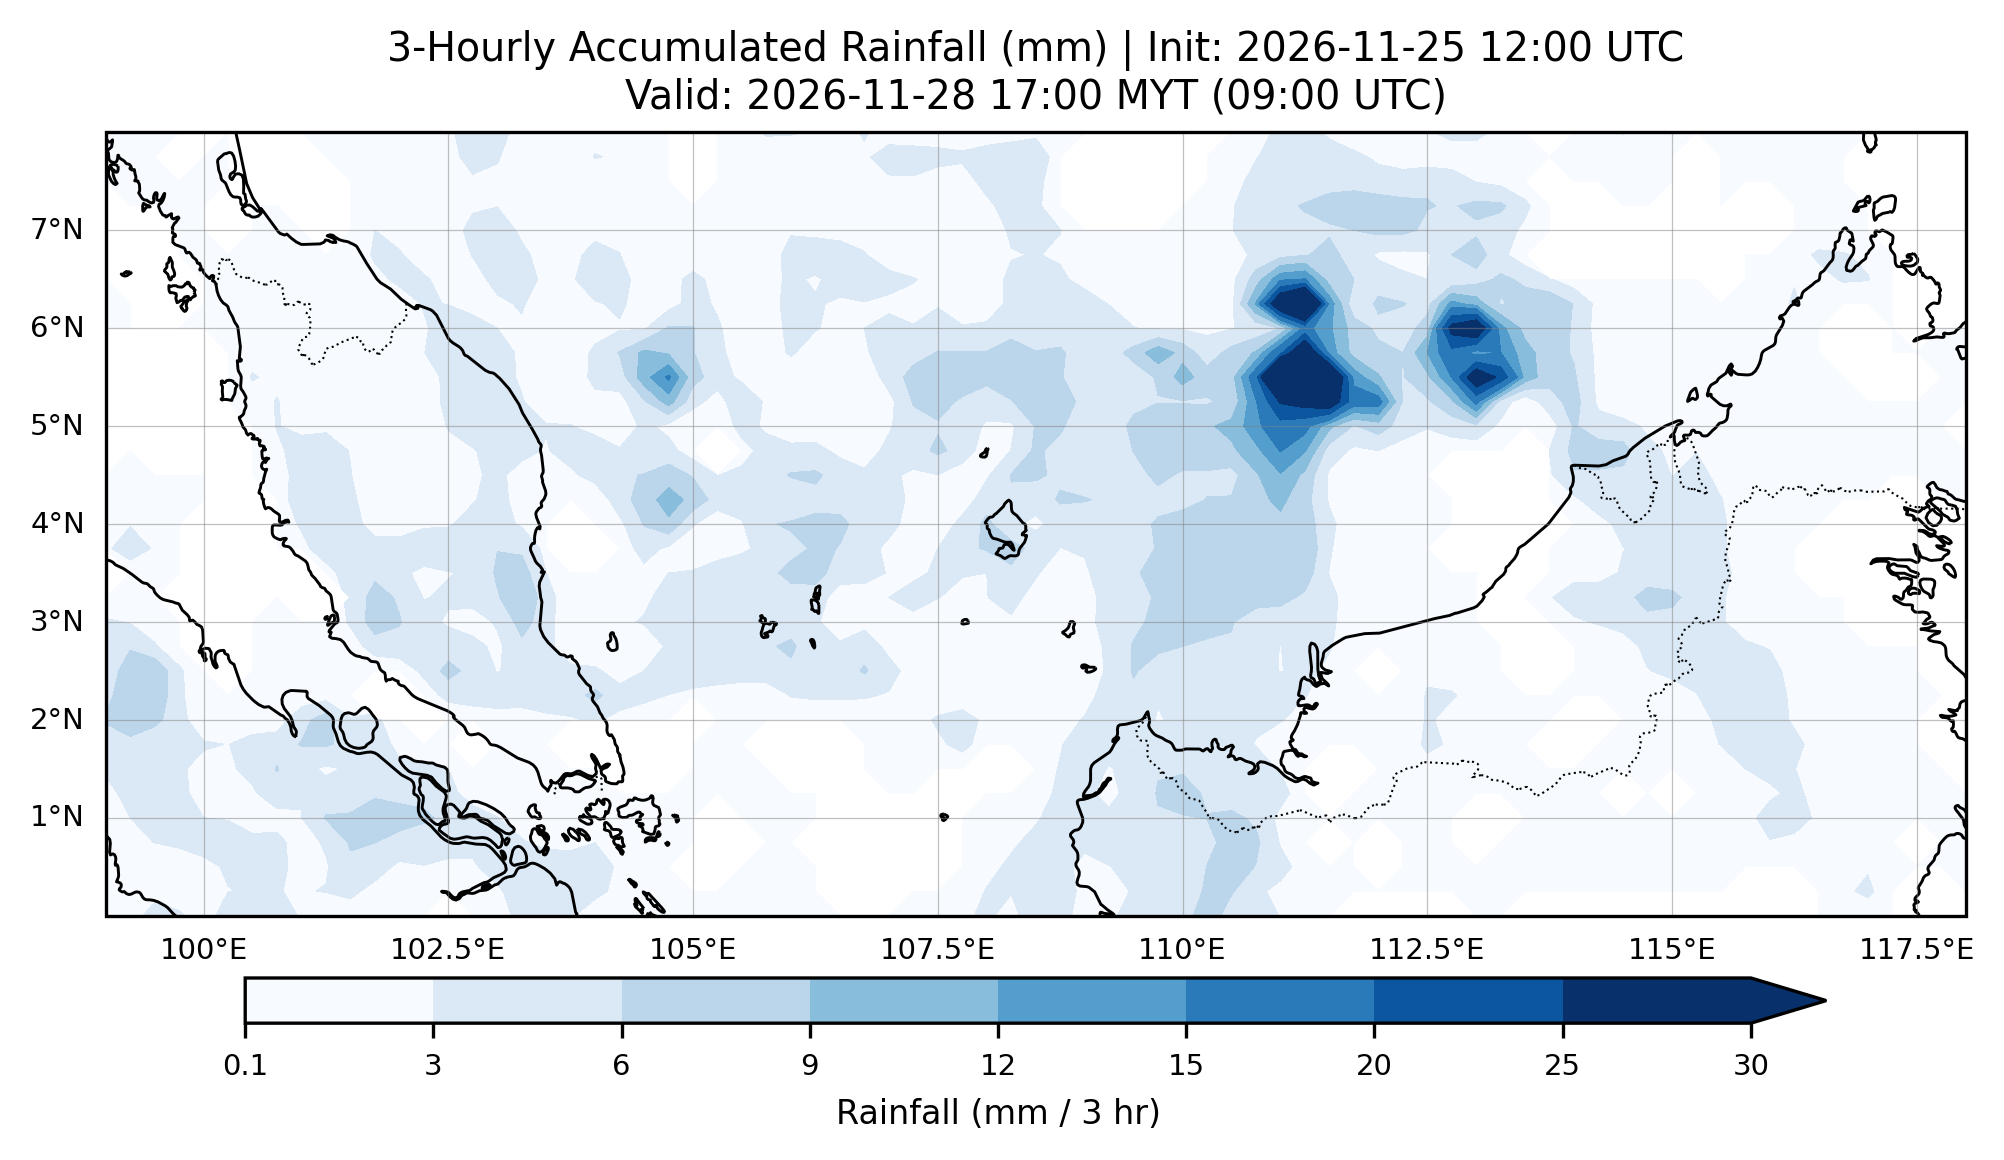 3-Hourly Accumulated Rainfall (mm) | Init: 2026-11-25 12:00 UTC
Valid: 2026-11-28 17:00 MYT (09:00 UTC)
7°N
6°N
5°N
4°N
3°N
2°N
1°N
100°E 102.5°E 105°E 107.5°E 110°E 112.5°E 115°E 117.5°E
0.1 3 6 9 12 15 20 25 30
Rainfall (mm / 3 hr)